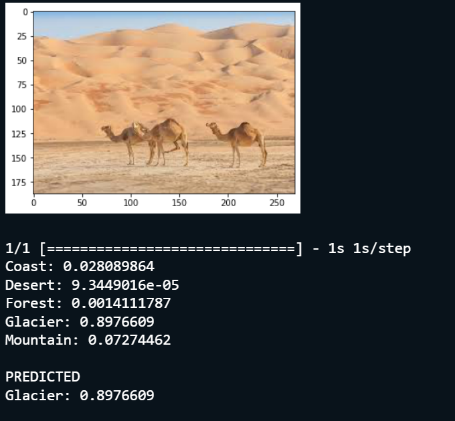 0
25
50
75
100
125
150
175
0 50 100 150 200 250
1/1 [==============================] - 1s 1s/step
Coast: 0.028089864
Desert: 9.3449016e-05
Forest: 0.0014111787
Glacier: 0.8976609
Mountain: 0.07274462
PREDICTED
Glacier: 0.8976609